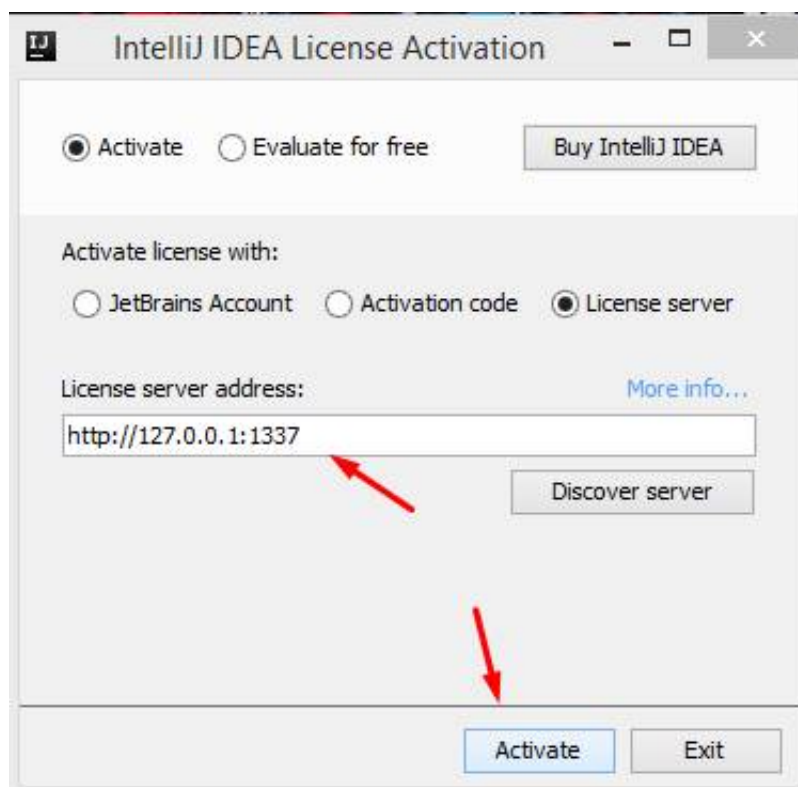 IJ IntelliJ IDEA License Activation
Activate Evaluate for free Buy IntelliJ IDEA
Activate license with:
JetBrains Account Activation code License server
License server address: More info...
http://127.0.0.1:1337
Discover server
Activate Exit